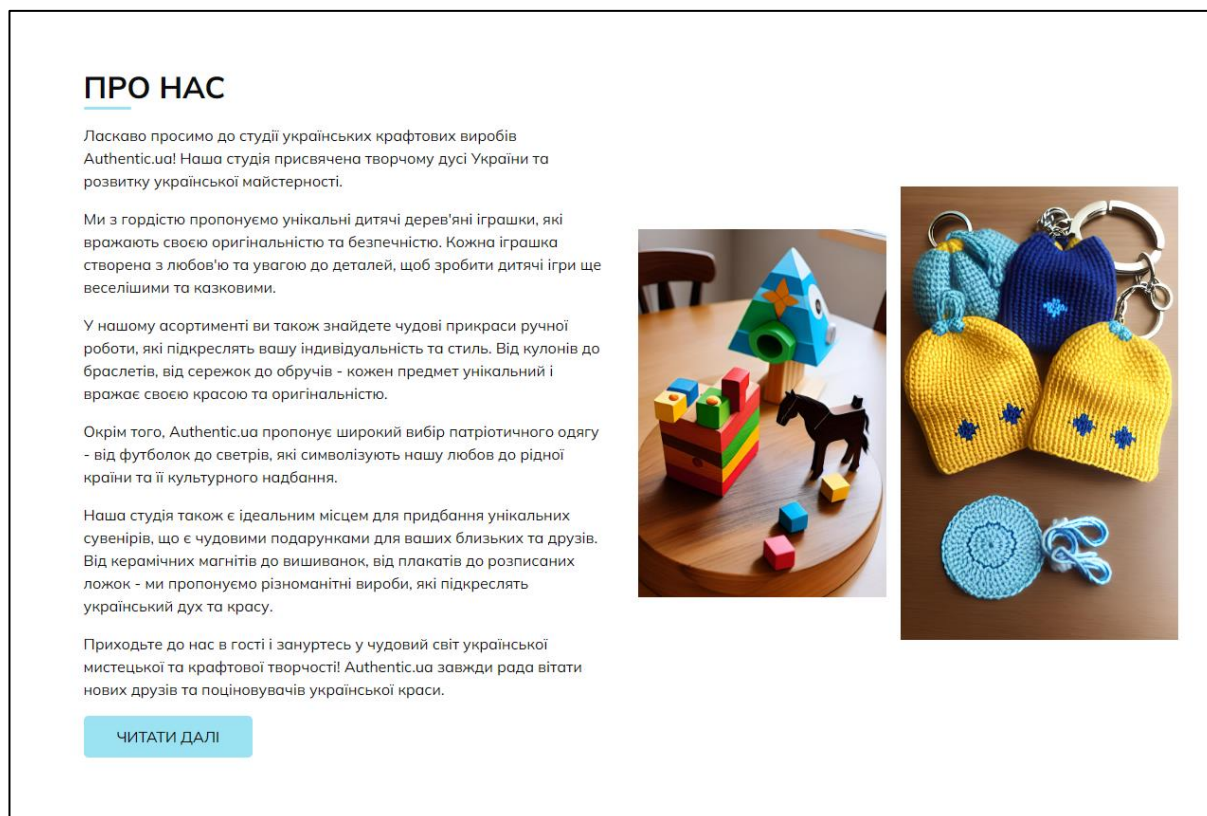 ПРО НАС
Ласкаво просимо до студії українських крафтових виробів
Authentic.ua! Наша студія присвячена творчому дусі України та
розвитку української майстерності.
Ми з гордістю пропонуємо унікальні дитячі дерев'яні іграшки, які
вражають своєю оригінальністю та безпечністю. Кожна іграшка
створена з любов'ю та увагою до деталей, щоб зробити дитячі ігри ще
веселішими та казковими.
У нашому асортименті ви також знайдете чудові прикраси ручної
роботи, які підкреслять вашу індивідуальність та стиль. Від кулонів до
браслетів, від сережок до обручів - кожен предмет унікальний і
вражає своєю красою та оригінальністю.
Окрім того, Authentic.ua пропонує широкий вибір патріотичного одягу
- від футболок до светрів, які символізують нашу любов до рідної
країни та її культурного надбання.
Наша студія також є ідеальним місцем для придбання унікальних
сувенірів, що є чудовими подарунками для ваших близьких та друзів.
Від керамічних магнітів до вишиванок, від плакатів до розписаних
ложок - ми пропонуємо різноманітні вироби, які підкреслять
український дух та красу.
Приходьте до нас в гості і зануртесь у чудовий світ української
мистецької та крафтової творчості! Authentic.ua завжди рада вітати
нових друзів та поціновувачів української краси.
ЧИТАТИ ДАЛІ